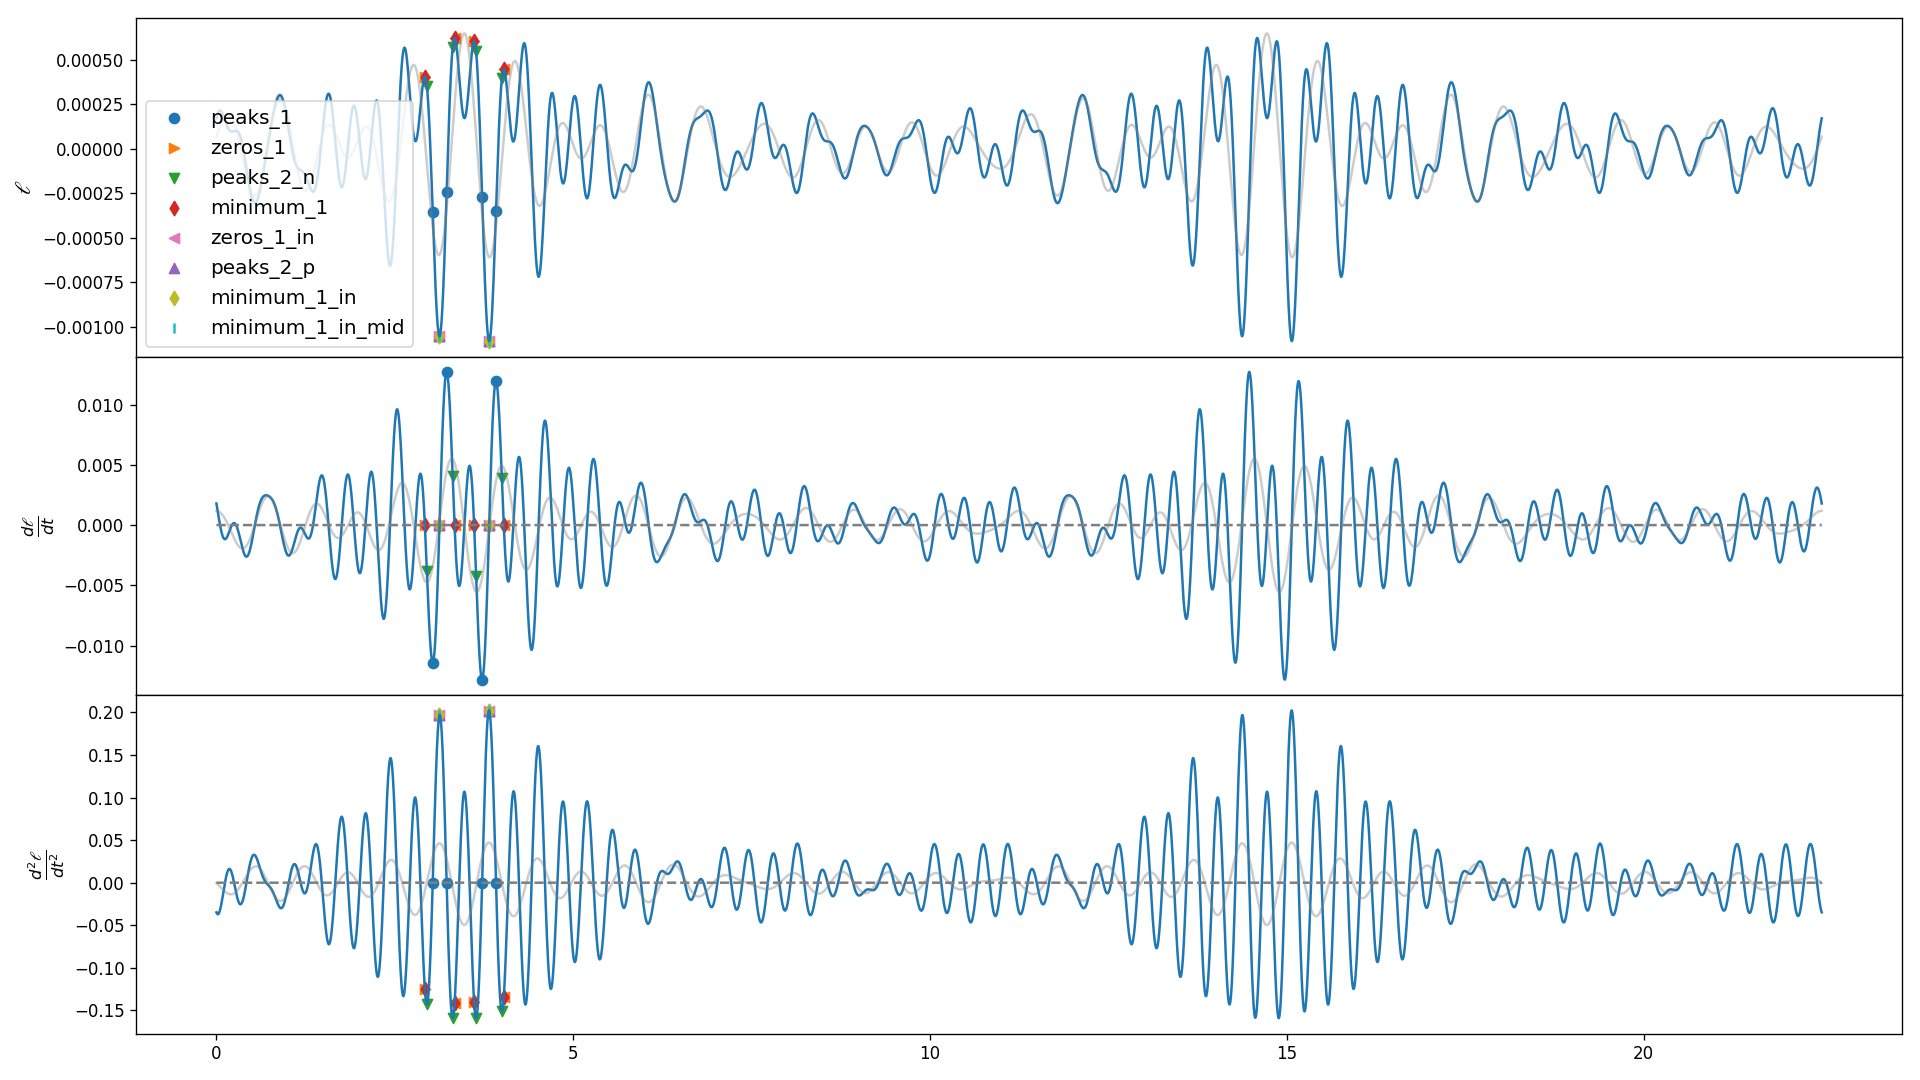 0.00050
0.00025
0.00000
−0.00025
−0.00050
−0.00075
−0.00100
ℓ
peaks_1
zeros_1
peaks_2_n
minimum_1
zeros_1_in
peaks_2_p
minimum_1_in
minimum_1_in_mid
0.010
0.005
0.000
−0.005
−0.010
dℓ
dt
0.20
0.15
0.10
0.05
0.00
−0.05
−0.10
−0.15
d²ℓ
dt²
0 5 10 15 20